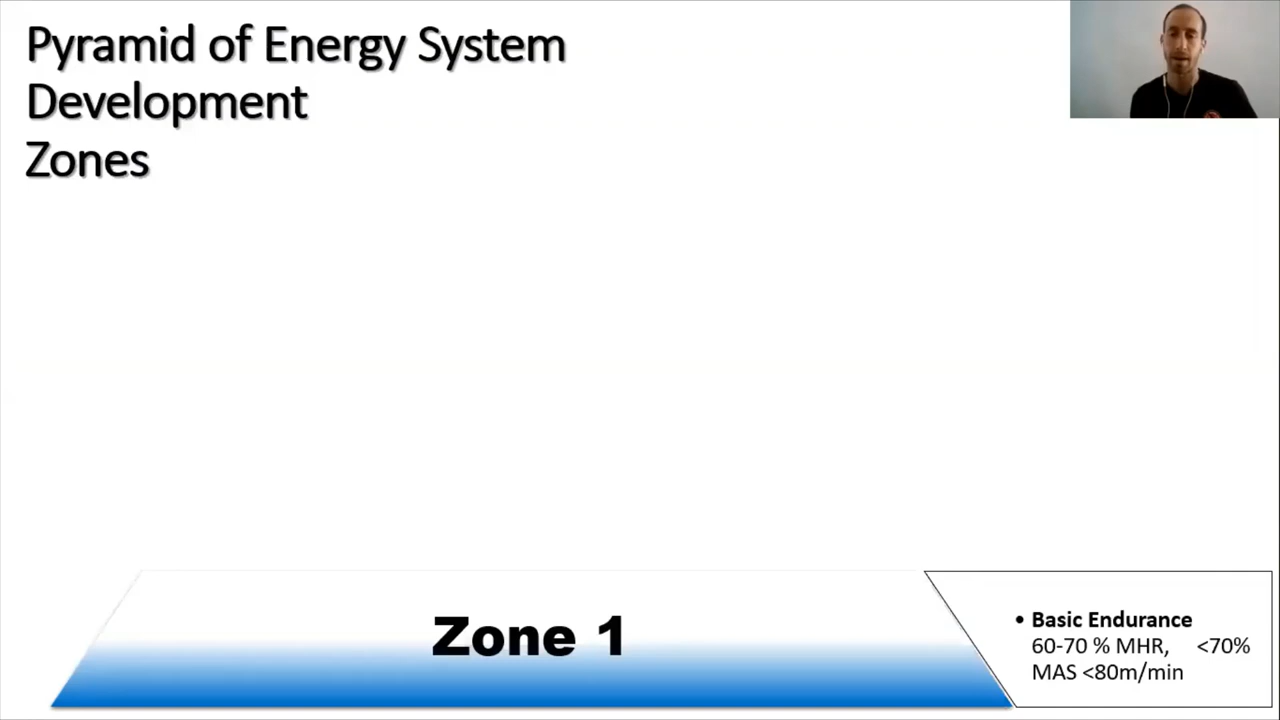 Pyramid of Energy System
Development
Zones
Zone 1
• Basic Endurance
60-70 % MHR, <70%
MAS <80m/min